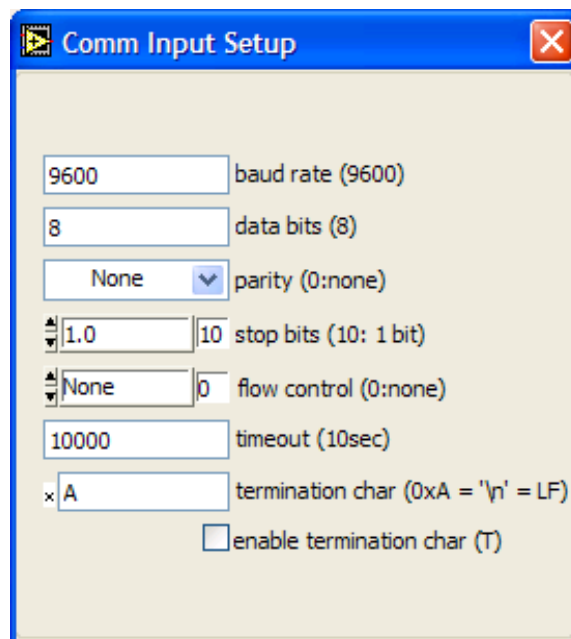 Comm Input Setup
9600 baud rate (9600)
8 data bits (8)
None parity (0:none)
1.0 10 stop bits (10: 1 bit)
None 0 flow control (0:none)
10000 timeout (10sec)
x A termination char (0xA = '\n' = LF)
enable termination char (T)